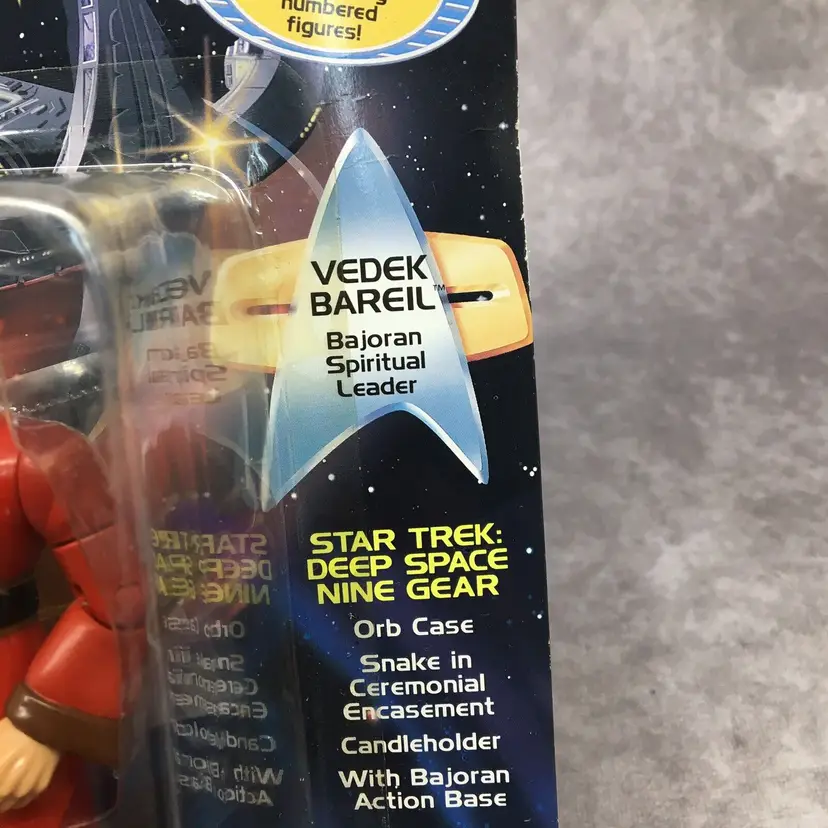 numbered
figures!
VEDEK
BAREIL™
Bajoran
Spiritual
Leader
STAR TREK:
DEEP SPACE
NINE GEAR
Orb Case
Snake in
Ceremonial
Encasement
Candleholder
With Bajoran
Action Base